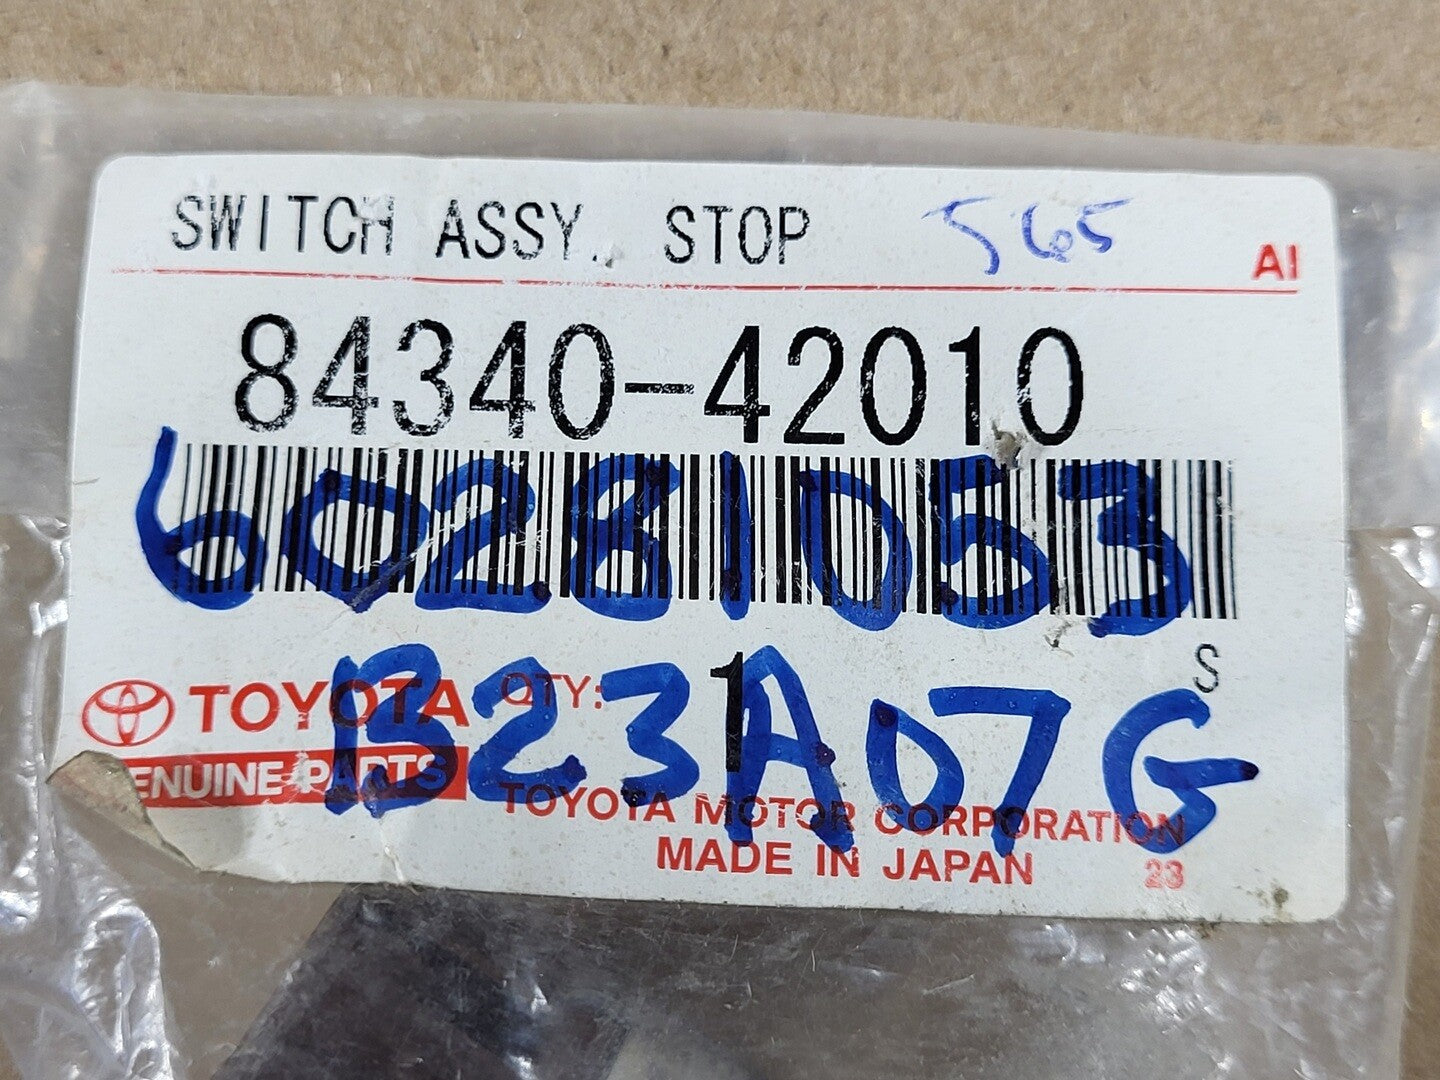 SWITCH ASSY, STOP 565
AI
84340-42010
60281053
S
TOYOTA QTY: 1
B23A07G
GENUINE PARTS
TOYOTA MOTOR CORPORATION
MADE IN JAPAN 23